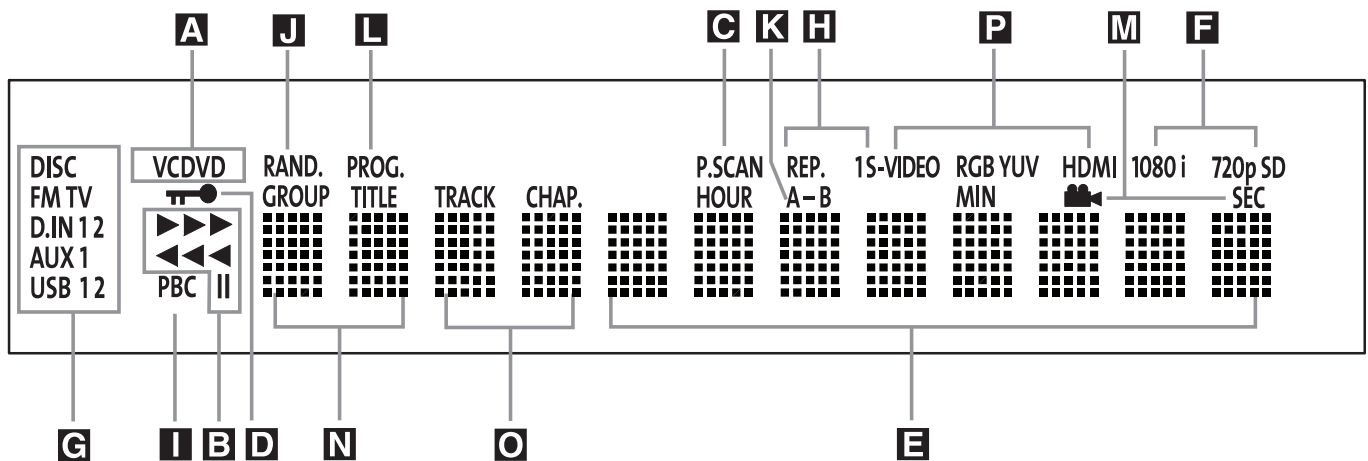 A J L C K H P M F
DISC VCDVD RAND. PROG. P.SCAN REP. 1 S-VIDEO RGB YUV HDMI 1080 i 720p SD
FM TV GROUP TITLE TRACK CHAP. HOUR A–B MIN SEC
D.IN 1 2
AUX 1
USB 1 2 PBC
G I B D N O E